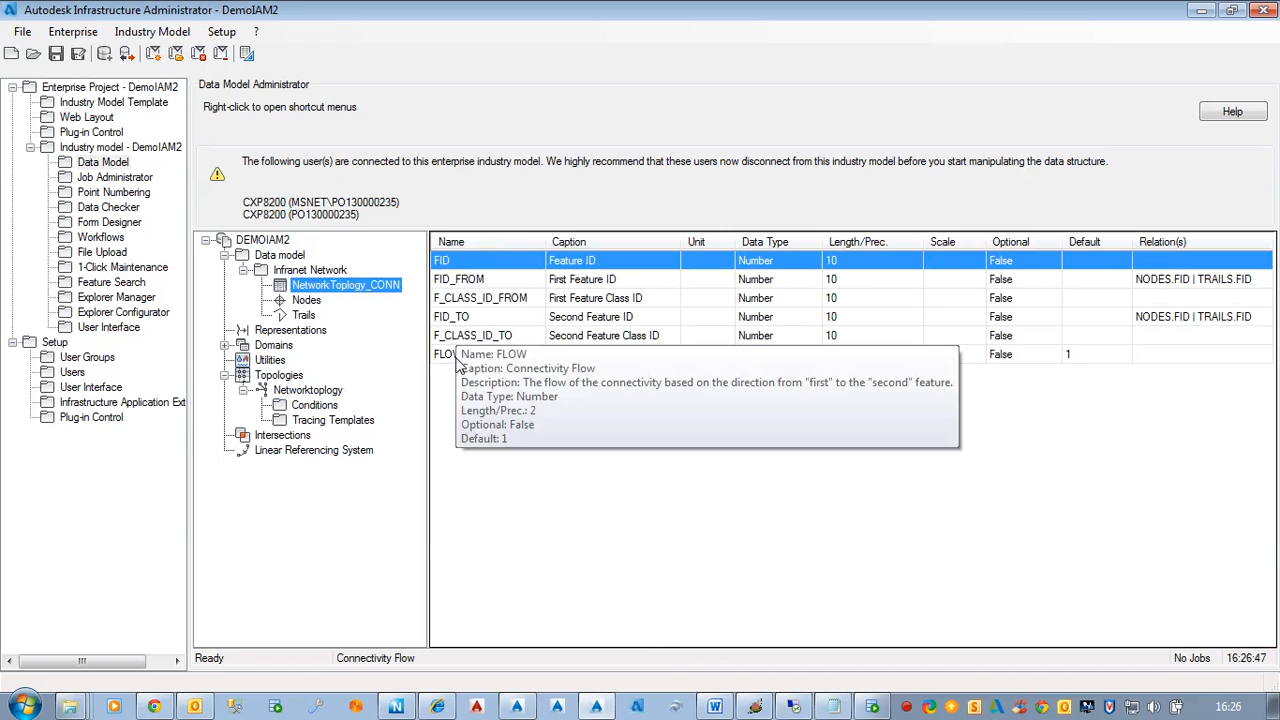 Autodesk Infrastructure Administrator - DemoIAM2
File Enterprise Industry Model Setup ?
Enterprise Project - DemoIAM2
Industry Model Template
Web Layout
Plug-in Control
Industry model - DemoIAM2
Data Model
Job Administrator
Point Numbering
Data Checker
Form Designer
Workflows
File Upload
1-Click Maintenance
Feature Search
Explorer Manager
Explorer Configurator
User Interface
Setup
User Groups
Users
User Interface
Infrastructure Application Ext
Plug-in Control
Data Model Administrator
Right-click to open shortcut menus
Help
The following user(s) are connected to this enterprise industry model. We highly recommend that these users now disconnect from this industry model before you start manipulating the data structure.
CXP8200 (MSNET\PO130000235)
CXP8200 (PO130000235)
DEMOIAM2
Data model
Infranet Network
NetworkToplogy_CONN
Nodes
Trails
Representations
Domains
Utilities
Topologies
Networktoplogy
Conditions
Tracing Templates
Intersections
Linear Referencing System
Name Caption Unit Data Type Length/Prec. Scale Optional Default Relation(s)
FID Feature ID Number 10 False
FID_FROM First Feature ID Number 10 False NODES.FID | TRAILS.FID
F_CLASS_ID_FROM First Feature Class ID Number 10 False
FID_TO Second Feature ID Number 10 False NODES.FID | TRAILS.FID
F_CLASS_ID_TO Second Feature Class ID Number 10 False
False 1
Name: FLOW
Caption: Connectivity Flow
Description: The flow of the connectivity based on the direction from "first" to the "second" feature.
Data Type: Number
Length/Prec.: 2
Optional: False
Default: 1
Ready Connectivity Flow No Jobs 16:26:47
16:26